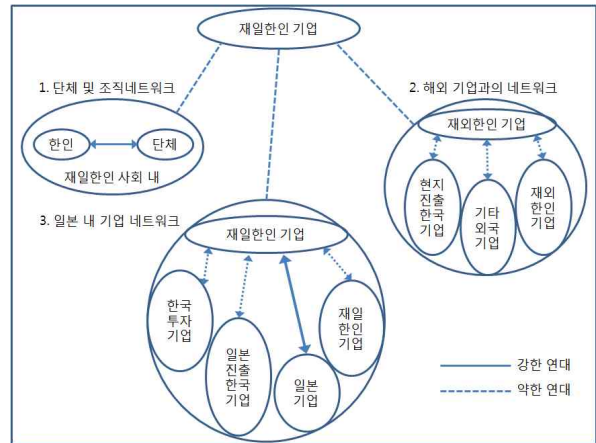 재일한인 기업
1. 단체 및 조직네트워크
한인
단체
재일한인 사회 내
2. 해외 기업과의 네트워크
재외한인 기업
현지
진출
한국
기업
기타
외국
기업
재외
한인
기업
3. 일본 내 기업 네트워크
재일한인 기업
한국
투자
기업
일본
진출
한국
기업
일본
기업
재일
한인
기업
강한 연대
약한 연대